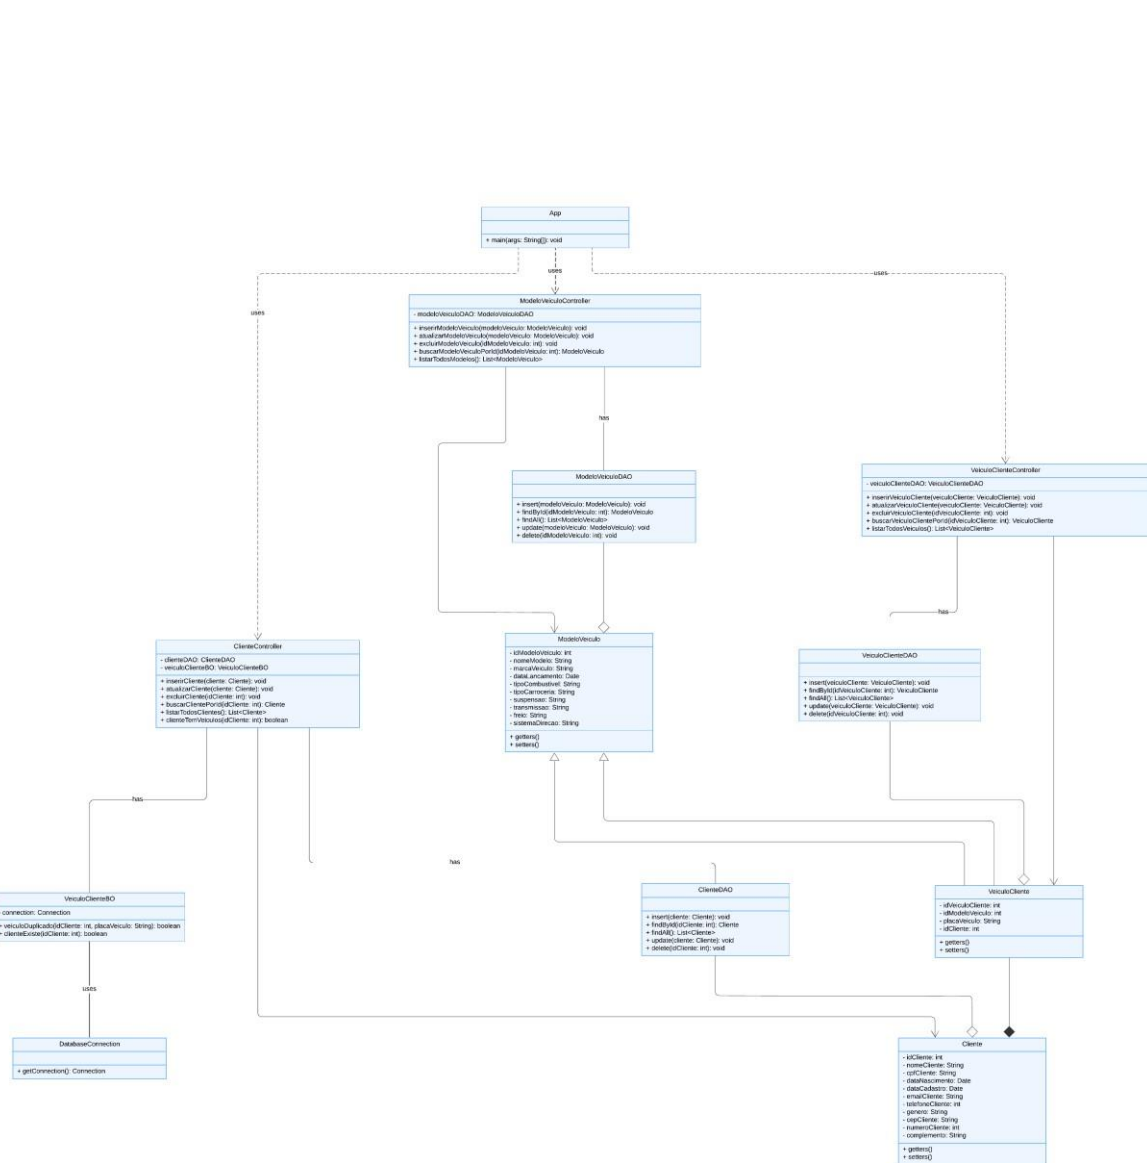 App
+ main(args: String[]): void
uses
uses
uses
ModeloVeiculoController
- modeloVeiculoDAO: ModeloVeiculoDAO
+ inserirModeloVeiculo(modeloVeiculo: ModeloVeiculo): void
+ atualizarModeloVeiculo(modeloVeiculo: ModeloVeiculo): void
+ excluirModeloVeiculo(idModeloVeiculo: int): void
+ buscarModeloVeiculoPorId(idModeloVeiculo: int): ModeloVeiculo
+ listarTodosModelos(): List<ModeloVeiculo>
has
ModeloVeiculoDAO
+ insert(modeloVeiculo: ModeloVeiculo): void
+ findById(idModeloVeiculo: int): ModeloVeiculo
+ findAll(): List<ModeloVeiculo>
+ update(modeloVeiculo: ModeloVeiculo): void
+ delete(idModeloVeiculo: int): void
VeiculoClienteController
- veiculoClienteDAO: VeiculoClienteDAO
+ inserirVeiculoCliente(veiculoCliente: VeiculoCliente): void
+ atualizarVeiculoCliente(veiculoCliente: VeiculoCliente): void
+ excluirVeiculoCliente(idVeiculoCliente: int): void
+ buscarVeiculoClientePorId(idVeiculoCliente: int): VeiculoCliente
+ listarTodosVeiculos(): List<VeiculoCliente>
has
ClienteController
- clienteDAO: ClienteDAO
- veiculoClienteBO: VeiculoClienteBO
+ inserirCliente(cliente: Cliente): void
+ atualizarCliente(cliente: Cliente): void
+ excluirCliente(idCliente: int): void
+ buscarClientePorId(idCliente: int): Cliente
+ listarTodosClientes(): List<Cliente>
+ clienteTemVeiculos(idCliente: int): boolean
ModeloVeiculo
- idModeloVeiculo: int
- nomeModelo: String
- marcaVeiculo: String
- dataLancamento: Date
- tipoCombustivel: String
- tipoCarroceria: String
- suspensao: String
- transmissao: String
- freio: String
- sistemaDirecao: String
+ getters()
+ setters()
VeiculoClienteDAO
+ insert(veiculoCliente: VeiculoCliente): void
+ findById(idVeiculoCliente: int): VeiculoCliente
+ findAll(): List<VeiculoCliente>
+ update(veiculoCliente: VeiculoCliente): void
+ delete(idVeiculoCliente: int): void
has
has
VeiculoClienteBO
connection: Connection
+ veiculoDuplicado(idCliente: int, placaVeiculo: String): boolean
+ clienteExiste(idCliente: int): boolean
ClienteDAO
+ insert(cliente: Cliente): void
+ findById(idCliente: int): Cliente
+ findAll(): List<Cliente>
+ update(cliente: Cliente): void
+ delete(idCliente: int): void
VeiculoCliente
- idVeiculoCliente: int
- idModeloVeiculo: int
- placaVeiculo: String
- idCliente: int
+ getters()
+ setters()
uses
DataBaseConnection
+ getConnection(): Connection
Cliente
- idCliente: int
- nomeCliente: String
- cpfCliente: String
- dataNascimento: Date
- dataCadastro: Date
- emailCliente: String
- telefoneCliente: int
- genero: String
- cepCliente: String
- numeroCliente: int
- complemento: String
+ getters()
+ setters()